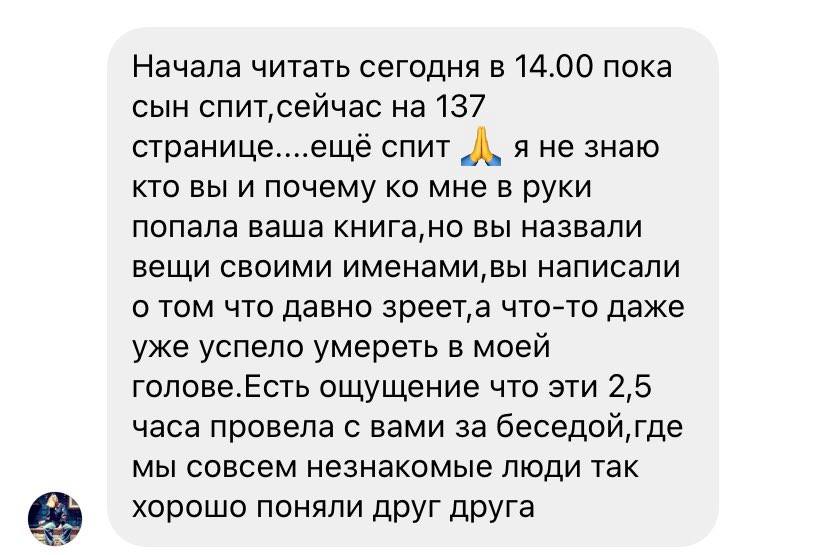 Начала читать сегодня в 14.00 пока
сын спит,сейчас на 137
странице....ещё спит 🙏 я не знаю
кто вы и почему ко мне в руки
попала ваша книга,но вы назвали
вещи своими именами,вы написали
о том что давно зреет,а что-то даже
уже успело умереть в моей
голове.Есть ощущение что эти 2,5
часа провела с вами за беседой,где
мы совсем незнакомые люди так
хорошо поняли друг друга